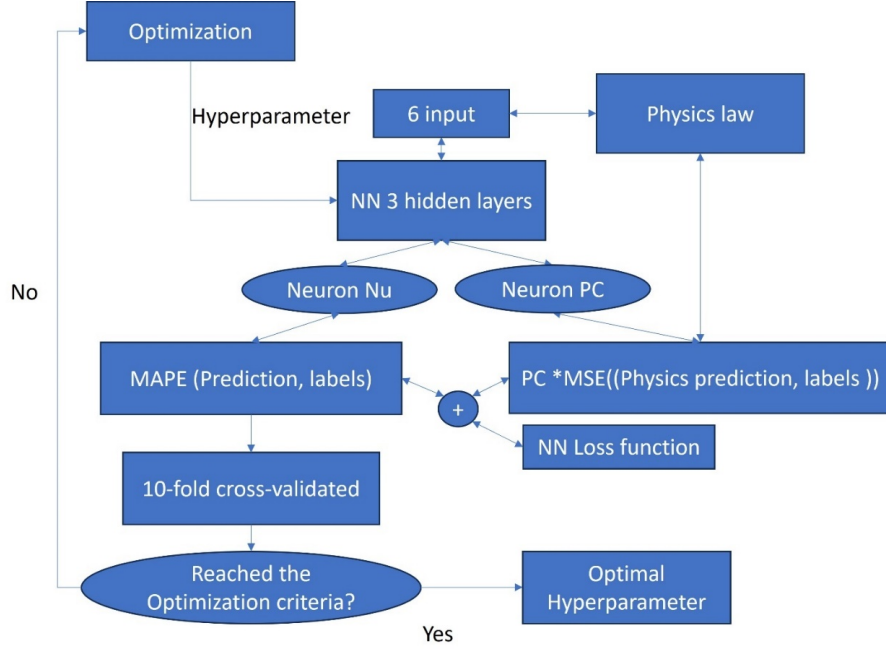 Optimization
Hyperparameter
6 input
Physics law
NN 3 hidden layers
No
Neuron Nu
Neuron PC
MAPE (Prediction, labels)
+
PC *MSE((Physics prediction, labels ))
NN Loss function
10-fold cross-validated
Reached the
Optimization criteria?
Optimal
Hyperparameter
Yes